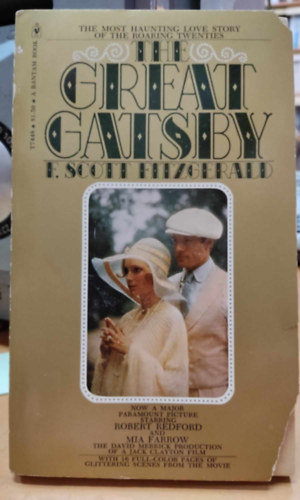 THE MOST HAUNTING LOVE STORY
OF THE ROARING TWENTIES
THE
GREAT
GATSBY
F. SCOTT FITZGERALD
A BANTAM BOOK
NOW A MAJOR
PARAMOUNT PICTURE
STARRING
ROBERT REDFORD
AND
MIA FARROW
THE DAVID MERRICK PRODUCTION
OF A JACK CLAYTON FILM
WITH 16 FULL-COLOR PAGES OF
GLITTERING SCENES FROM THE MOVIE